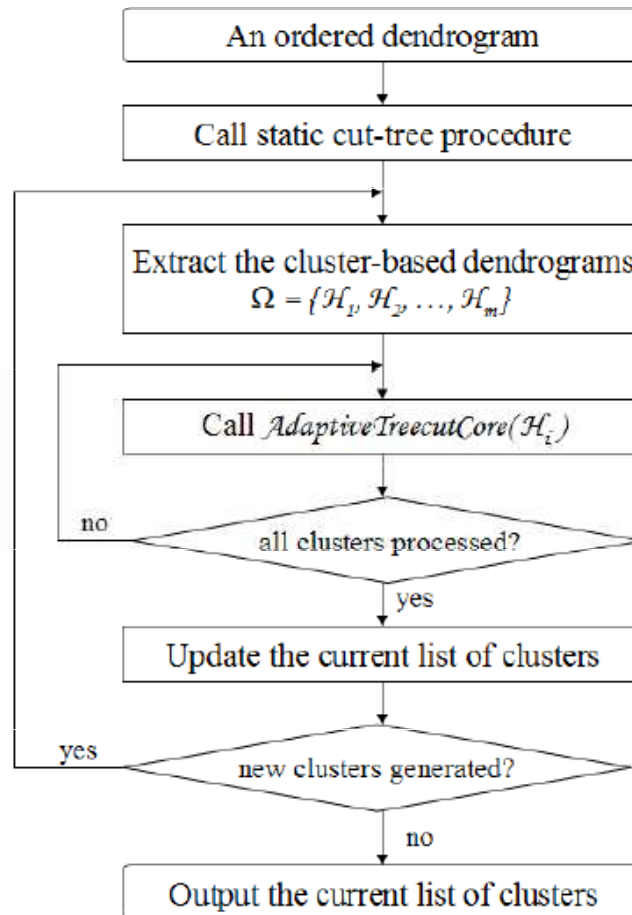 An ordered dendrogram
Call static cut-tree procedure
Extract the cluster-based dendrograms
Ω = {ℋ₁, ℋ₂, ..., ℋₘ}
Call AdaptiveTreecutCore(ℋᵢ)
no
all clusters processed?
yes
Update the current list of clusters
yes
new clusters generated?
no
Output the current list of clusters